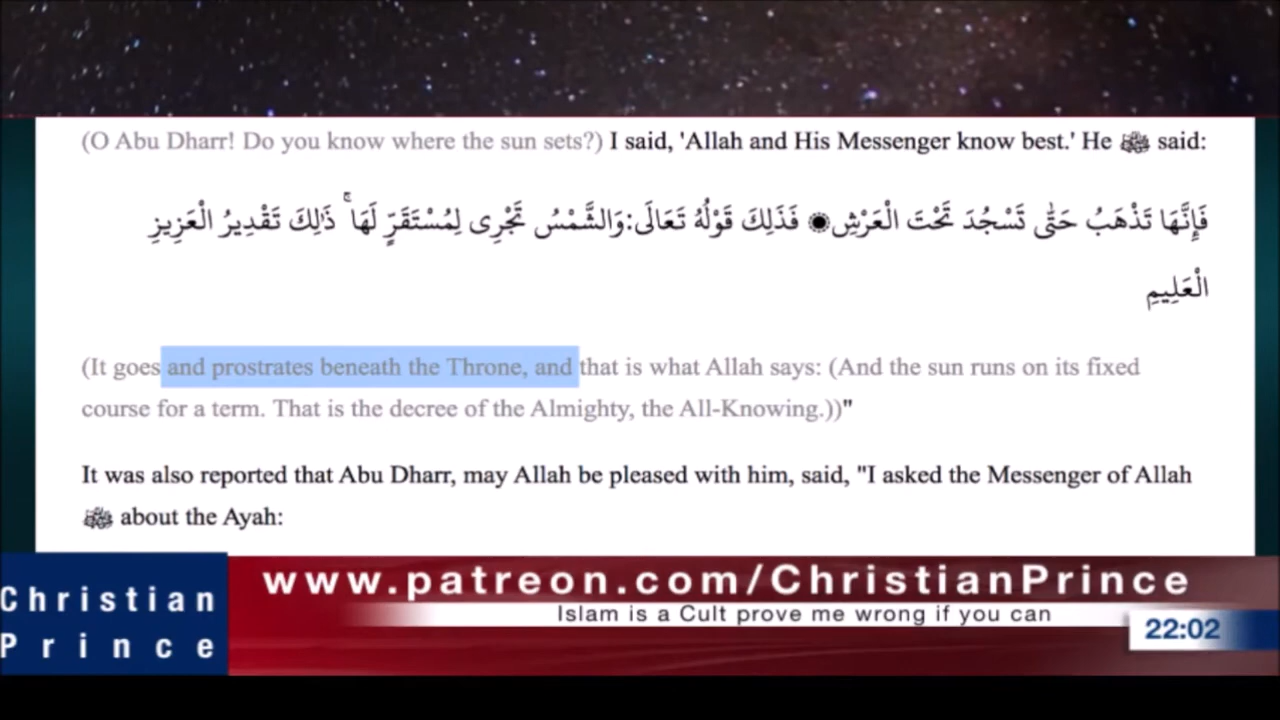 (O Abu Dharr! Do you know where the sun sets?) I said, 'Allah and His Messenger know best.' He ﷺ said:
فَإِنَّهَا تَذْهَبُ حَتَّى تَسْجُدَ تَحْتَ الْعَرْشِ۞ فَذَلِكَ قَوْلُهُ تَعَالَى:وَالشَّمْسُ تَجْرِى لِمُسْتَقَرٍّ لَهَا ۚ ذَٰلِكَ تَقْدِيرُ الْعَزِيزِ
الْعَلِيمِ
(It goes and prostrates beneath the Throne, and that is what Allah says: (And the sun runs on its fixed
course for a term. That is the decree of the Almighty, the All-Knowing.))"
It was also reported that Abu Dharr, may Allah be pleased with him, said, "I asked the Messenger of Allah
ﷺ about the Ayah:
Christian
Prince
www.patreon.com/ChristianPrince
Islam is a Cult prove me wrong if you can
22:02